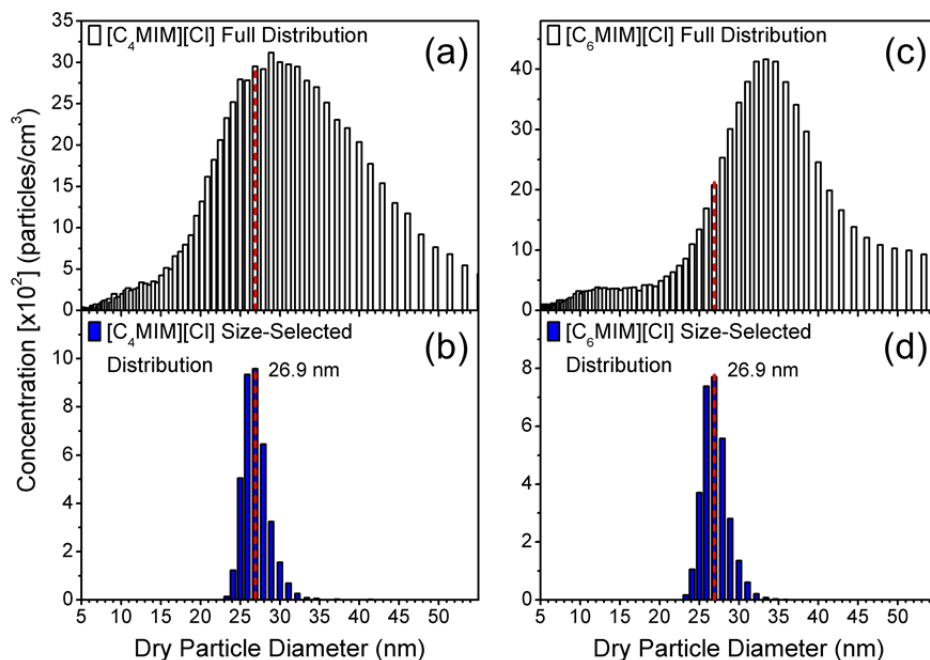 [C₄MIM][Cl] Full Distribution
(a)
35
30
25
20
15
10
5
0
[C₆MIM][Cl] Full Distribution
(c)
40
30
20
10
0
Concentration [x10²] (particles/cm³)
[C₄MIM][Cl] Size-Selected
Distribution
(b)
26.9 nm
10
8
6
4
2
0
5 10 15 20 25 30 35 40 45 50
Dry Particle Diameter (nm)
[C₆MIM][Cl] Size-Selected
Distribution
(d)
26.9 nm
8
6
4
2
0
5 10 15 20 25 30 35 40 45 50
Dry Particle Diameter (nm)